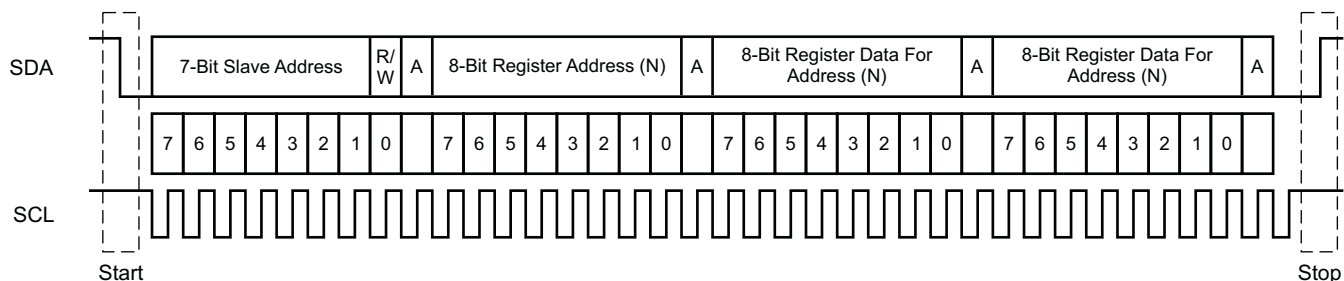 SDA
7-Bit Slave Address
R/
W
A
8-Bit Register Address (N)
A
8-Bit Register Data For
Address (N)
A
8-Bit Register Data For
Address (N)
A
7 6 5 4 3 2 1 0 7 6 5 4 3 2 1 0 7 6 5 4 3 2 1 0 7 6 5 4 3 2 1 0
SCL
Start
Stop